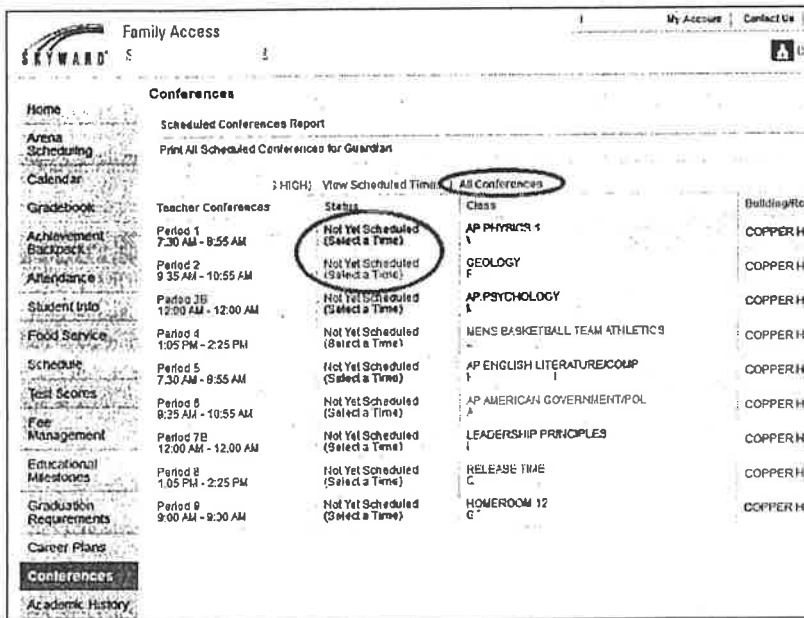 My Account | Contact Us
Family Access
SKYWARD
S
Home
Arena Scheduling
Calendar
Gradebook
Achievement Backpack
Attendance
Student Info
Food Service
Schedule
Test Scores
Fee Management
Educational Milestones
Graduation Requirements
Career Plans
Conferences
Academic History
Conferences
Scheduled Conferences Report
Print All Scheduled Conferences for Guardian
HIGH) View Scheduled Times | All Conferences
Teacher Conferences Status Class Building/Ro
Period 1 Not Yet Scheduled AP PHYSICS 1 COPPER H
7:30 AM - 8:55 AM (Select a Time)
Period 2 Not Yet Scheduled GEOLOGY COPPER H
9:35 AM - 10:55 AM (Select a Time) F
Period 3B Not Yet Scheduled AP PSYCHOLOGY COPPER H
12:00 AM - 12:00 AM (Select a Time)
Period 4 Not Yet Scheduled MENS BASKETBALL TEAM ATHLETICS COPPER H
1:05 PM - 2:25 PM (Select a Time)
Period 5 Not Yet Scheduled AP ENGLISH LITERATURE/COMP COPPER H
7:30 AM - 8:55 AM (Select a Time)
Period 6 Not Yet Scheduled AP AMERICAN GOVERNMENT/POL COPPER H
9:35 AM - 10:55 AM (Select a Time) A
Period 7B Not Yet Scheduled LEADERSHIP PRINCIPLES COPPER H
12:00 AM - 12:00 AM (Select a Time)
Period 8 Not Yet Scheduled RELEASE TIME COPPER H
1:05 PM - 2:25 PM (Select a Time) C
Period 9 Not Yet Scheduled HOMEROOM 12 COPPER H
9:00 AM - 9:30 AM (Select a Time) G